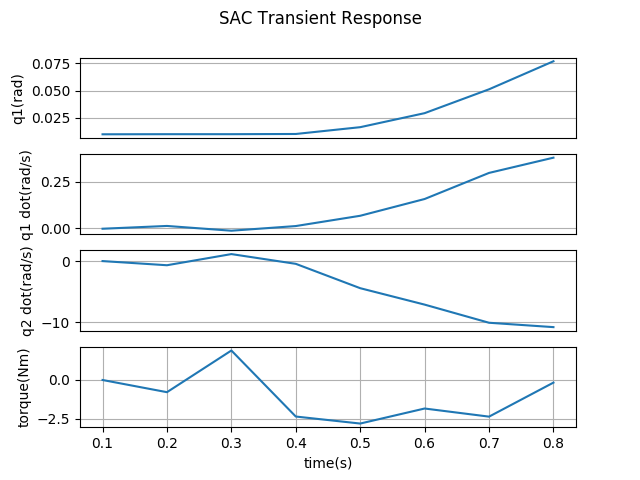 SAC Transient Response
0.075
0.050
0.025
q1(rad)
0.25
0.00
q1 dot(rad/s)
0
−10
q2 dot(rad/s)
0.0
−2.5
torque(Nm)
0.1 0.2 0.3 0.4 0.5 0.6 0.7 0.8
time(s)